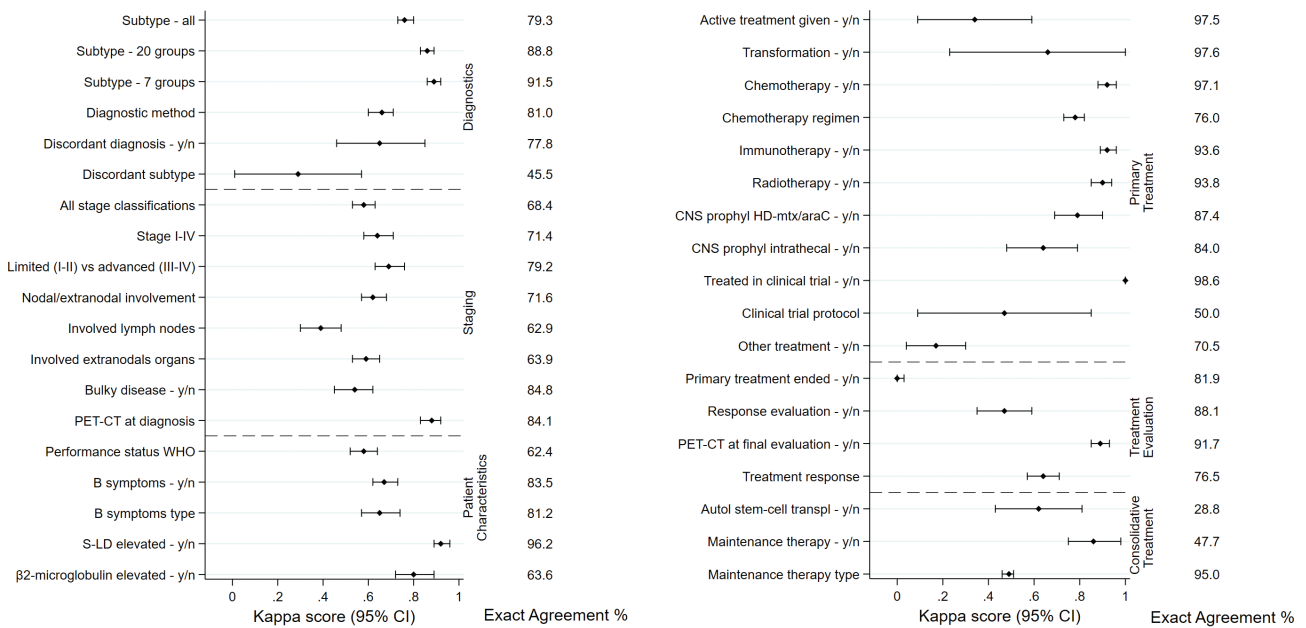 Subtype - all 79.3
Subtype - 20 groups 88.8
Subtype - 7 groups 91.5
Diagnostic method 81.0
Discordant diagnosis - y/n 77.8
Discordant subtype 45.5
Diagnostics
All stage classifications 68.4
Stage I-IV 71.4
Limited (I-II) vs advanced (III-IV) 79.2
Nodal/extranodal involvement 71.6
Involved lymph nodes 62.9
Involved extranodals organs 63.9
Bulky disease - y/n 84.8
PET-CT at diagnosis 84.1
Staging
Performance status WHO 62.4
B symptoms - y/n 83.5
B symptoms type 81.2
S-LD elevated - y/n 96.2
β2-microglobulin elevated - y/n 63.6
Patient
Characteristics
0 .2 .4 .6 .8 1
Kappa score (95% CI) Exact Agreement %
Active treatment given - y/n 97.5
Transformation - y/n 97.6
Chemotherapy - y/n 97.1
Chemotherapy regimen 76.0
Immunotherapy - y/n 93.6
Radiotherapy - y/n 93.8
CNS prophyl HD-mtx/araC - y/n 87.4
CNS prophyl intrathecal - y/n 84.0
Treated in clinical trial - y/n 98.6
Clinical trial protocol 50.0
Other treatment - y/n 70.5
Primary
Treatment
Primary treatment ended - y/n 81.9
Response evaluation - y/n 88.1
PET-CT at final evaluation - y/n 91.7
Treatment response 76.5
Treatment
Evaluation
Autol stem-cell transpl - y/n 28.8
Maintenance therapy - y/n 47.7
Maintenance therapy type 95.0
Consolidative
Treatment
0 .2 .4 .6 .8 1
Kappa score (95% CI) Exact Agreement %